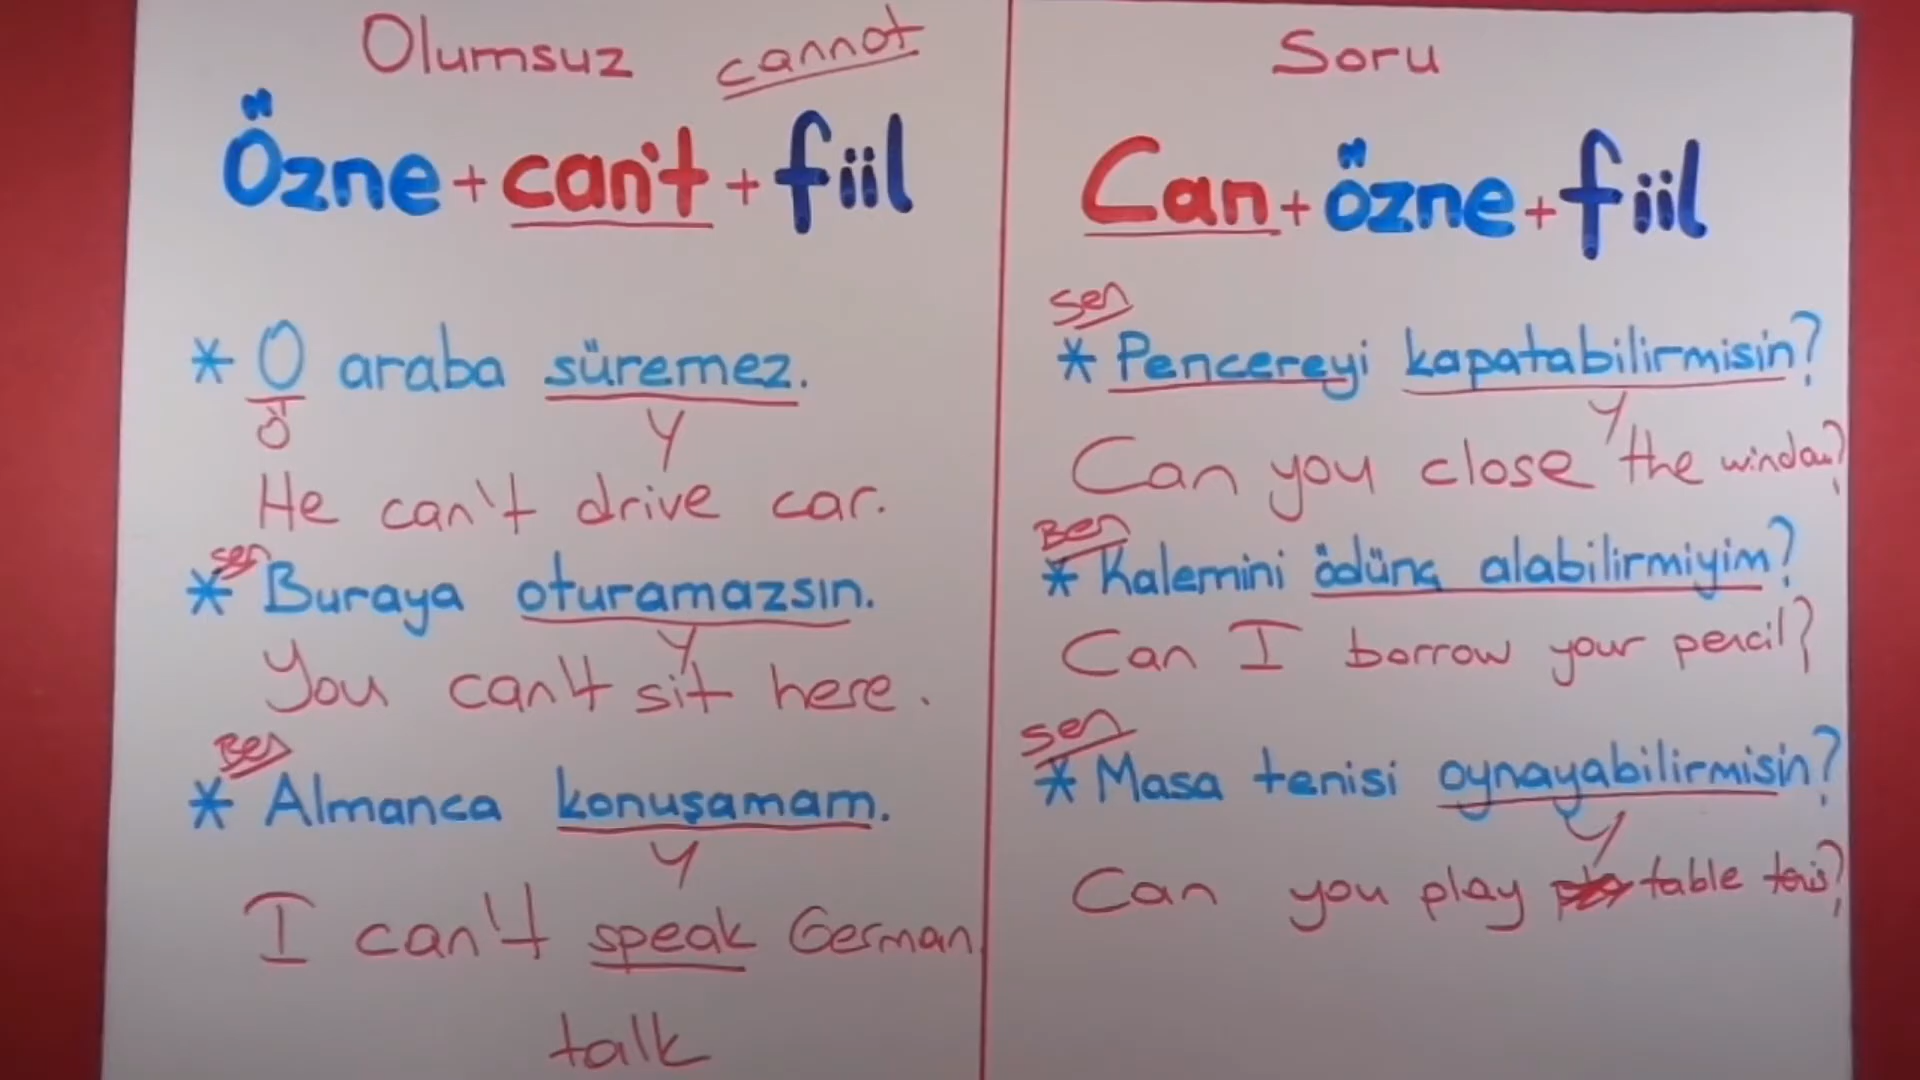 Olumsuz cannot
Özne + can't + fiil
* O araba süremez.
Ö Y
He can't drive car.
sen
* Buraya oturamazsın.
Y
You can't sit here.
Ben
* Almanca konuşamam.
Y
I can't speak German.
talk
Soru
Can + özne + fiil
sen
* Pencereyi kapatabilirmisin?
Y
Can you close the window?
Ben
* Kalemini ödünç alabilirmiyim?
Can I borrow your pencil?
sen
* Masa tenisi oynayabilirmisin?
Y
Can you play table tenis?